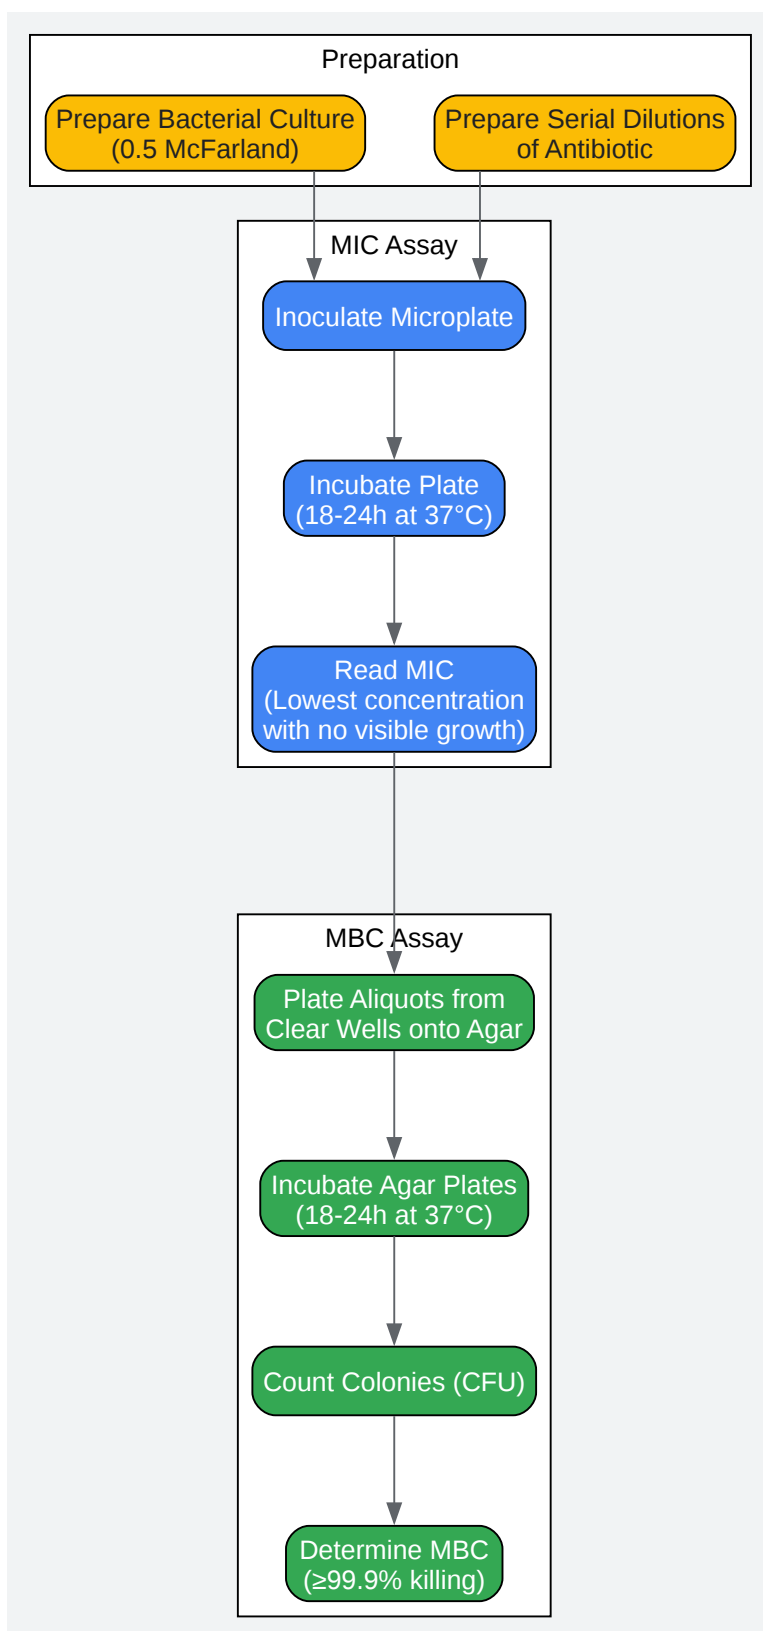 Preparation
Prepare Bacterial Culture
(0.5 McFarland)
Prepare Serial Dilutions
of Antibiotic
MIC Assay
Inoculate Microplate
Incubate Plate
(18-24h at 37°C)
Read MIC
(Lowest concentration
with no visible growth)
MBC Assay
Plate Aliquots from
Clear Wells onto Agar
Incubate Agar Plates
(18-24h at 37°C)
Count Colonies (CFU)
Determine MBC
(≥99.9% killing)